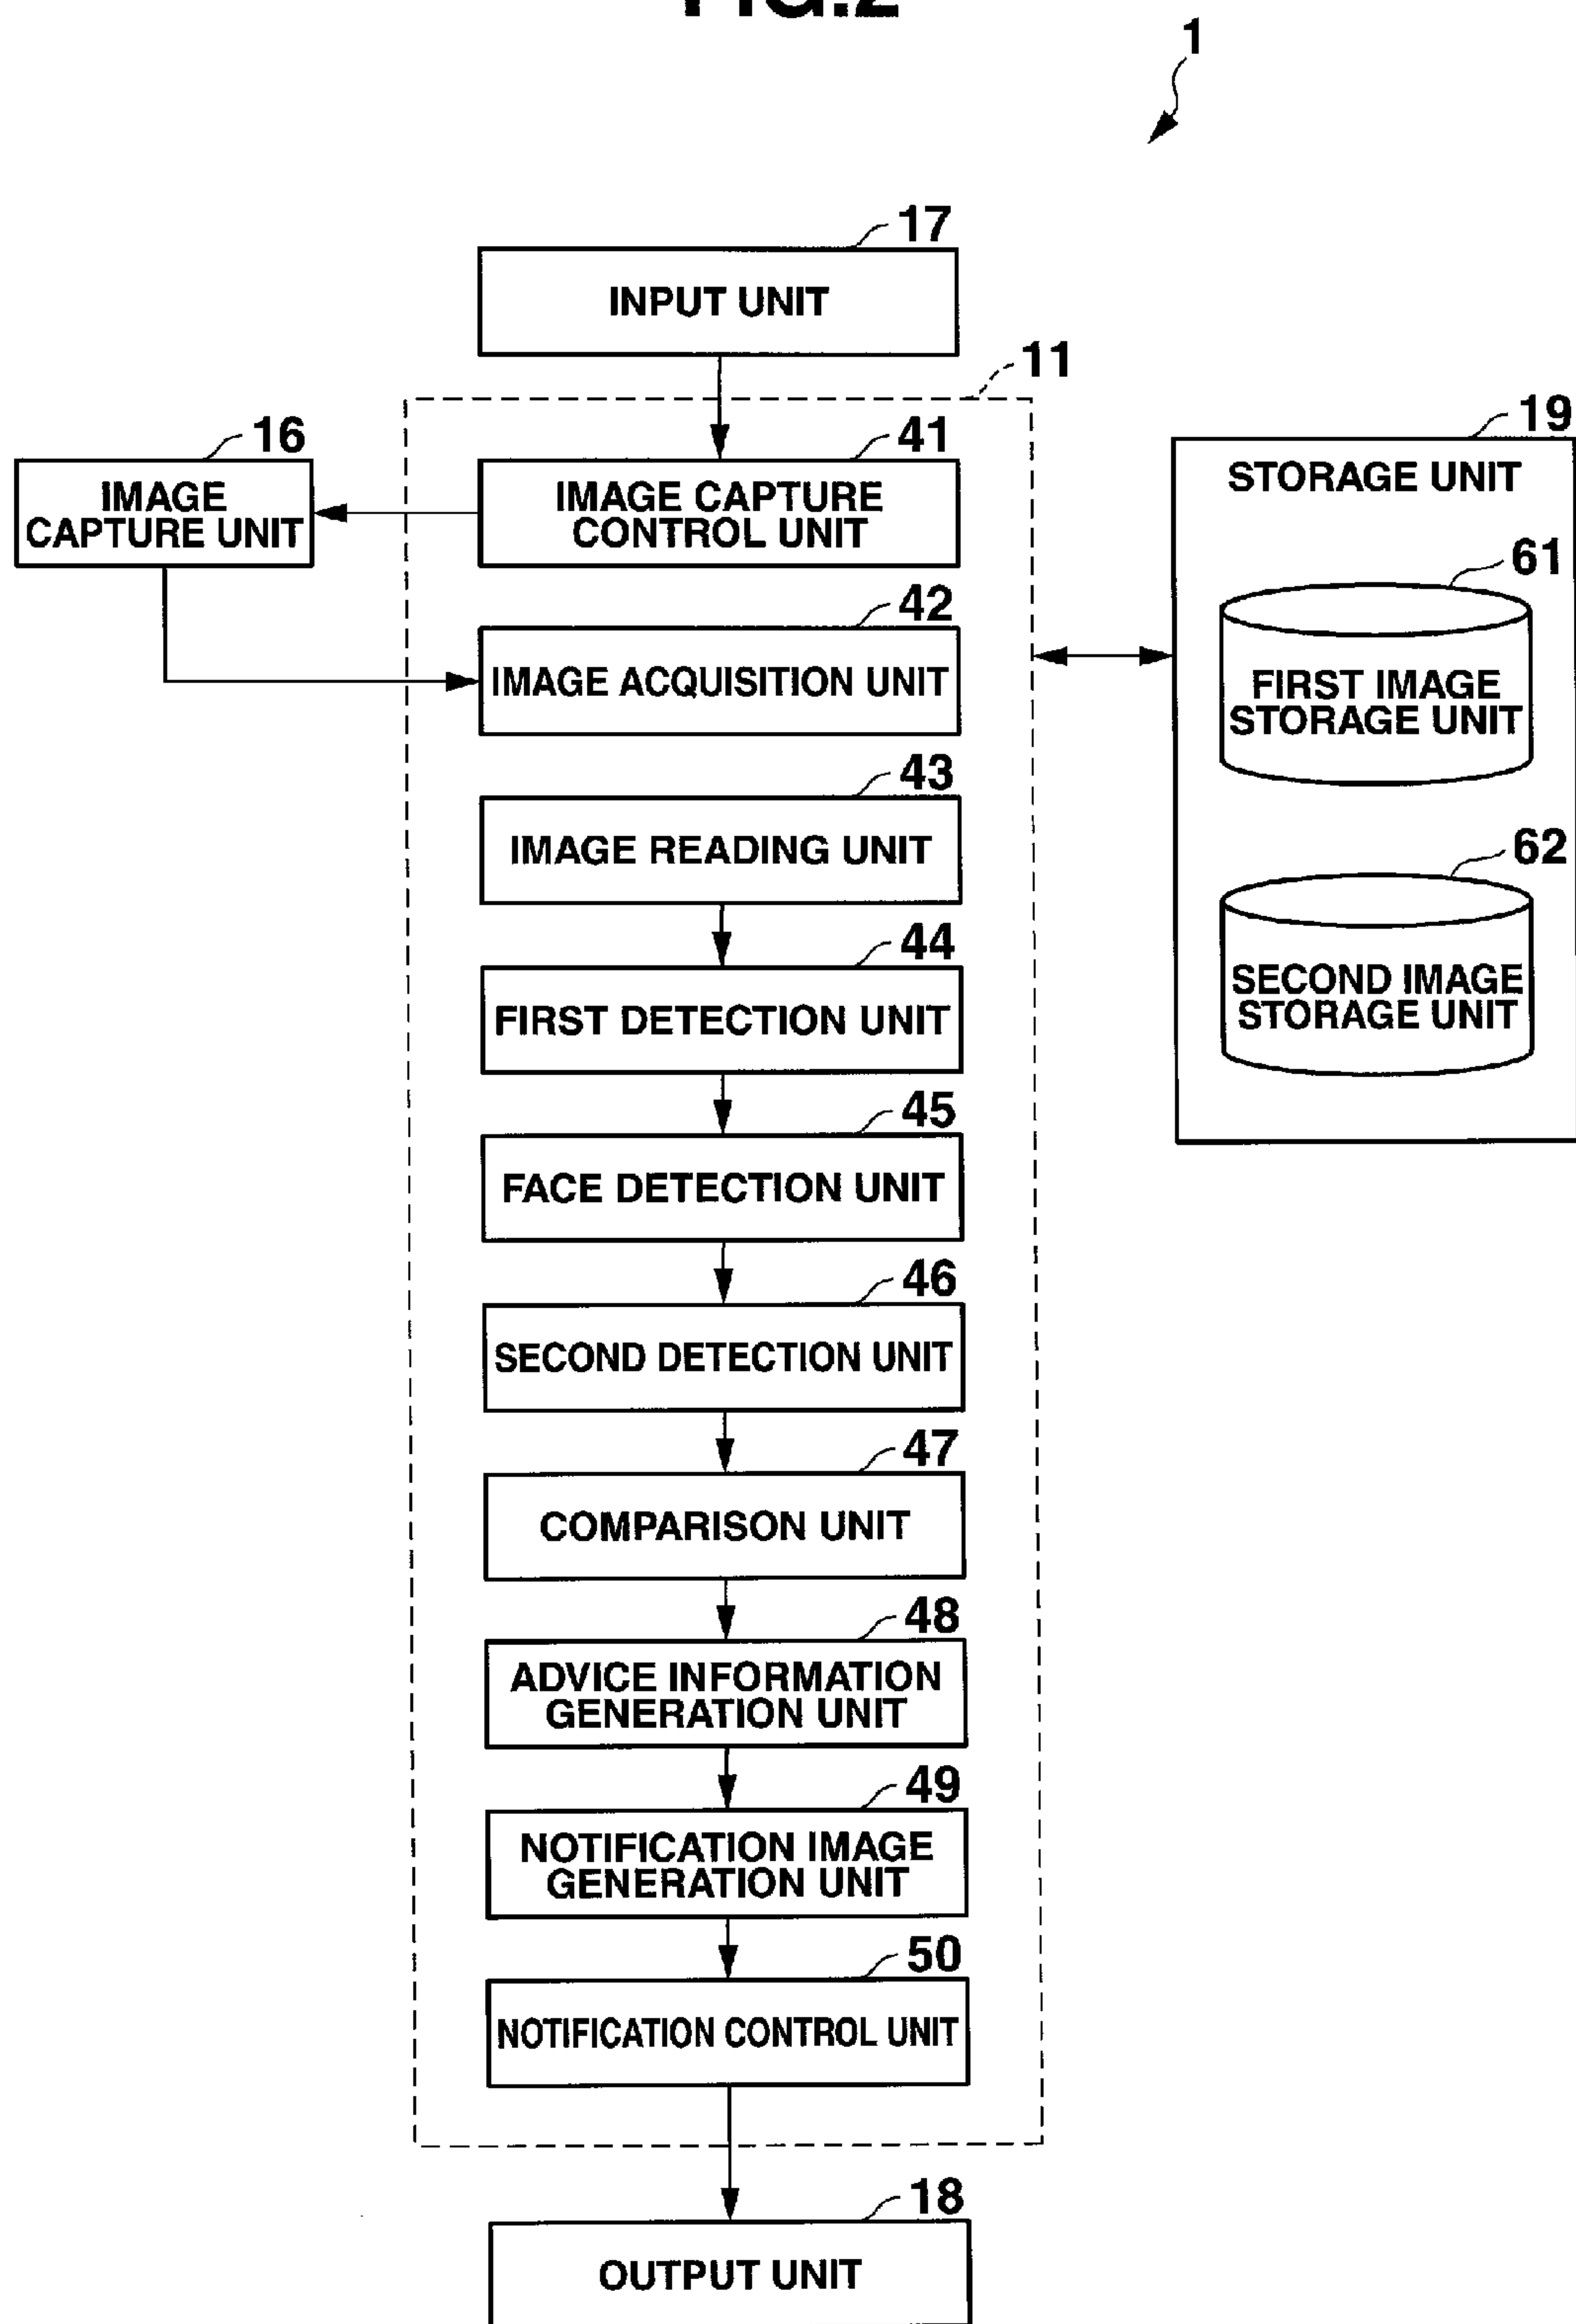 FIG.2
1
17
INPUT UNIT
11
16
IMAGE
CAPTURE UNIT
41
IMAGE CAPTURE
CONTROL UNIT
42
IMAGE ACQUISITION UNIT
43
IMAGE READING UNIT
44
FIRST DETECTION UNIT
45
FACE DETECTION UNIT
46
SECOND DETECTION UNIT
47
COMPARISON UNIT
48
ADVICE INFORMATION
GENERATION UNIT
49
NOTIFICATION IMAGE
GENERATION UNIT
50
NOTIFICATION CONTROL UNIT
18
OUTPUT UNIT
19
STORAGE UNIT
61
FIRST IMAGE
STORAGE UNIT
62
SECOND IMAGE
STORAGE UNIT